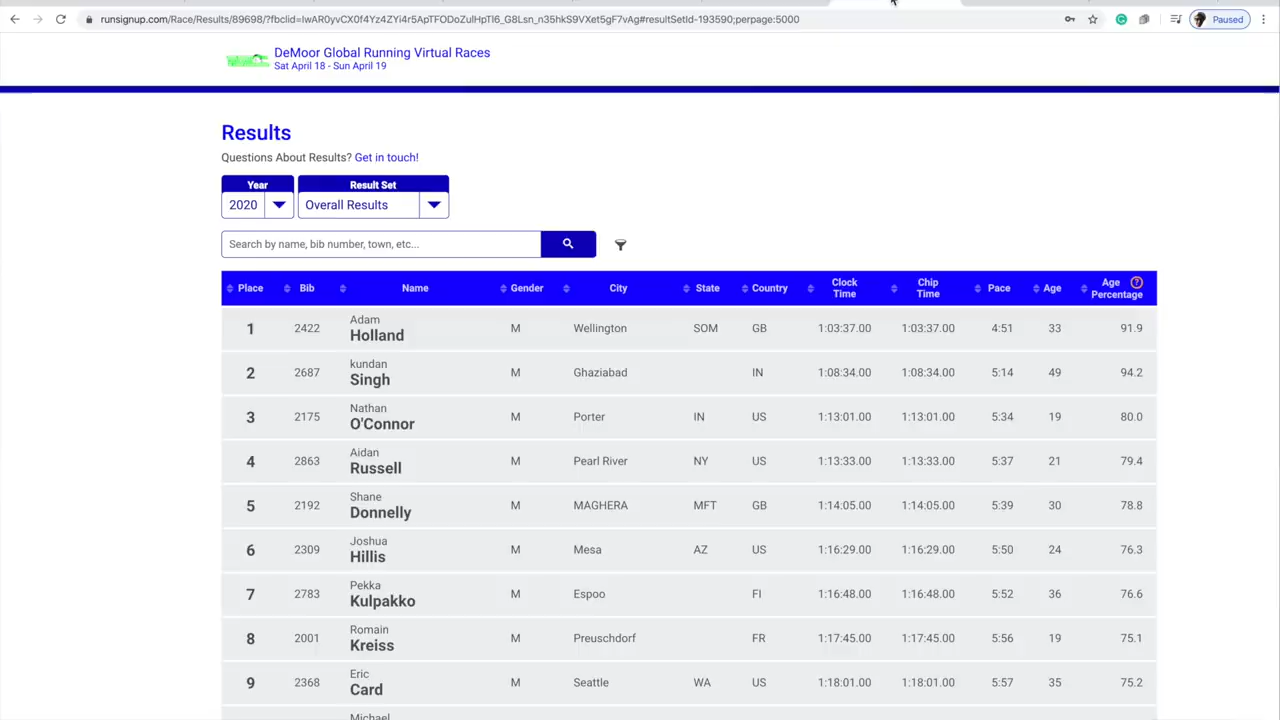 runsignup.com/Race/Results/89698/?fbclid=IwAR0yvCX0f4Yz4ZYi4r5ApTFODoZulHpTl6_G8Lsn_n35hkS9VXet5gF7vAg#resultSetId-193590;perpage:5000
Paused
DeMoor Global Running Virtual Races
Sat April 18 - Sun April 19
Results
Questions About Results? Get in touch!
Year Result Set
2020 Overall Results
Search by name, bib number, town, etc...
Place Bib Name Gender City State Country Clock Time Chip Time Pace Age Age Percentage ?
1 2422 Adam Holland M Wellington SOM GB 1:03:37.00 1:03:37.00 4:51 33 91.9
2 2687 kundan Singh M Ghaziabad IN 1:08:34.00 1:08:34.00 5:14 49 94.2
3 2175 Nathan O'Connor M Porter IN US 1:13:01.00 1:13:01.00 5:34 19 80.0
4 2863 Aidan Russell M Pearl River NY US 1:13:33.00 1:13:33.00 5:37 21 79.4
5 2192 Shane Donnelly M MAGHERA MFT GB 1:14:05.00 1:14:05.00 5:39 30 78.8
6 2309 Joshua Hillis M Mesa AZ US 1:16:29.00 1:16:29.00 5:50 24 76.3
7 2783 Pekka Kulpakko M Espoo FI 1:16:48.00 1:16:48.00 5:52 36 76.6
8 2001 Romain Kreiss M Preuschdorf FR 1:17:45.00 1:17:45.00 5:56 19 75.1
9 2368 Eric Card M Seattle WA US 1:18:01.00 1:18:01.00 5:57 35 75.2
Michael